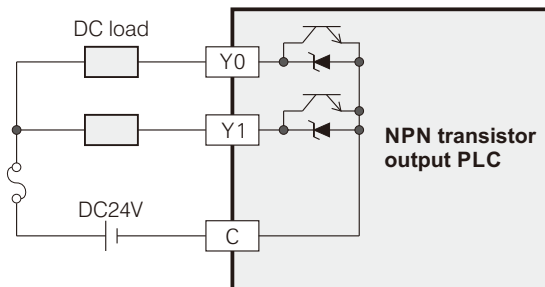 DC load
Y0
Y1
NPN transistor
output PLC
DC24V
C